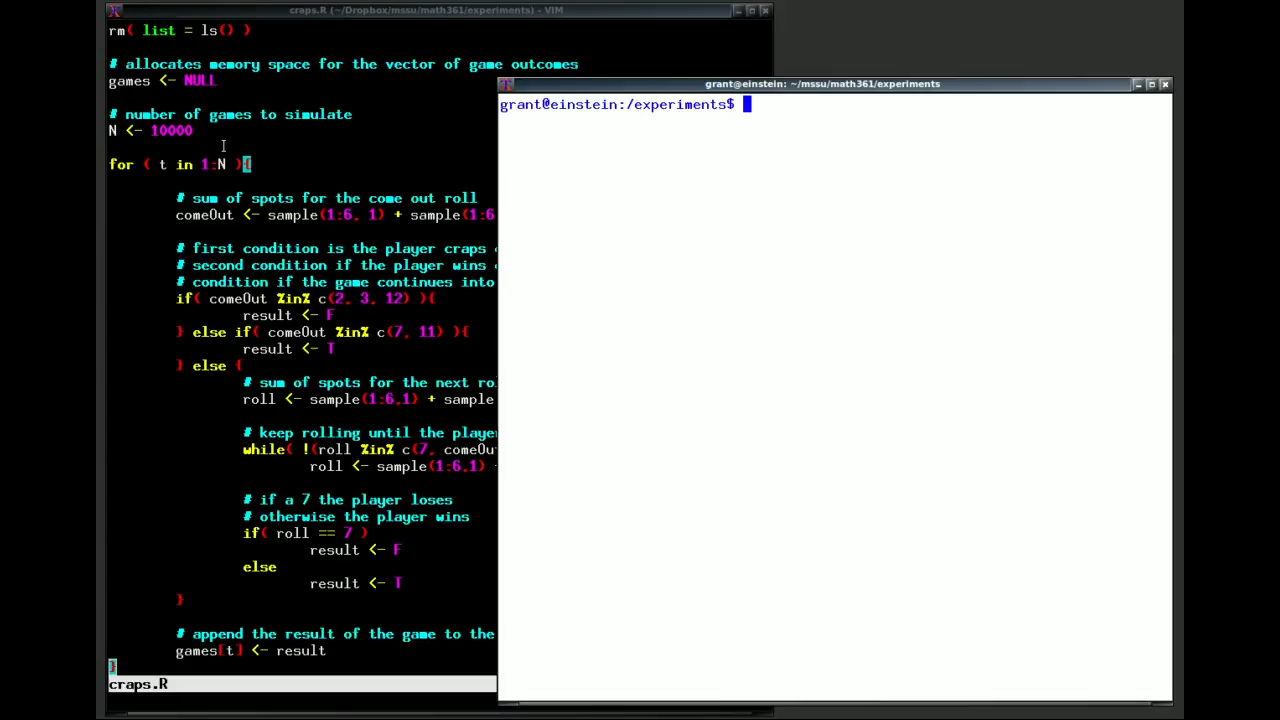 craps.R (~/Dropbox/mssu/math361/experiments) - VIM
rm( list = ls() )
# allocates memory space for the vector of game outcomes
games <- NULL
# number of games to simulate
N <- 10000
for ( t in 1:N ){
# sum of spots for the come out roll
comeOut <- sample(1:6, 1) + sample(1:6
# first condition is the player craps
# second condition if the player wins
# condition if the game continues into
if( comeOut %in% c(2, 3, 12) ){
result <- F
} else if( comeOut %in% c(7, 11) ){
result <- T
} else {
# sum of spots for the next ro
roll <- sample(1:6,1) + sample
# keep rolling until the playe
while( !(roll %in% c(7, comeOu
roll <- sample(1:6,1)
# if a 7 the player loses
# otherwise the player wins
if( roll == 7 )
result <- F
else
result <- T
}
# append the result of the game to the
games[t] <- result
}
craps.R
grant@einstein: ~/mssu/math361/experiments
grant@einstein:/experiments$